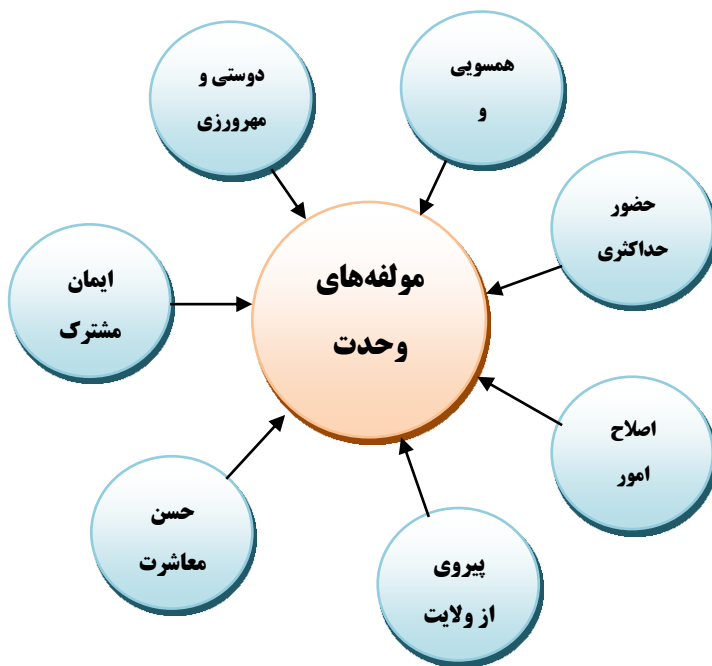 همسویی
و
دوستی و
مهرورزی
حضور
حداکثری
ایمان
مشترک
مولفه‌های
وحدت
اصلاح
امور
حسن
معاشرت
پیروی
از ولایت